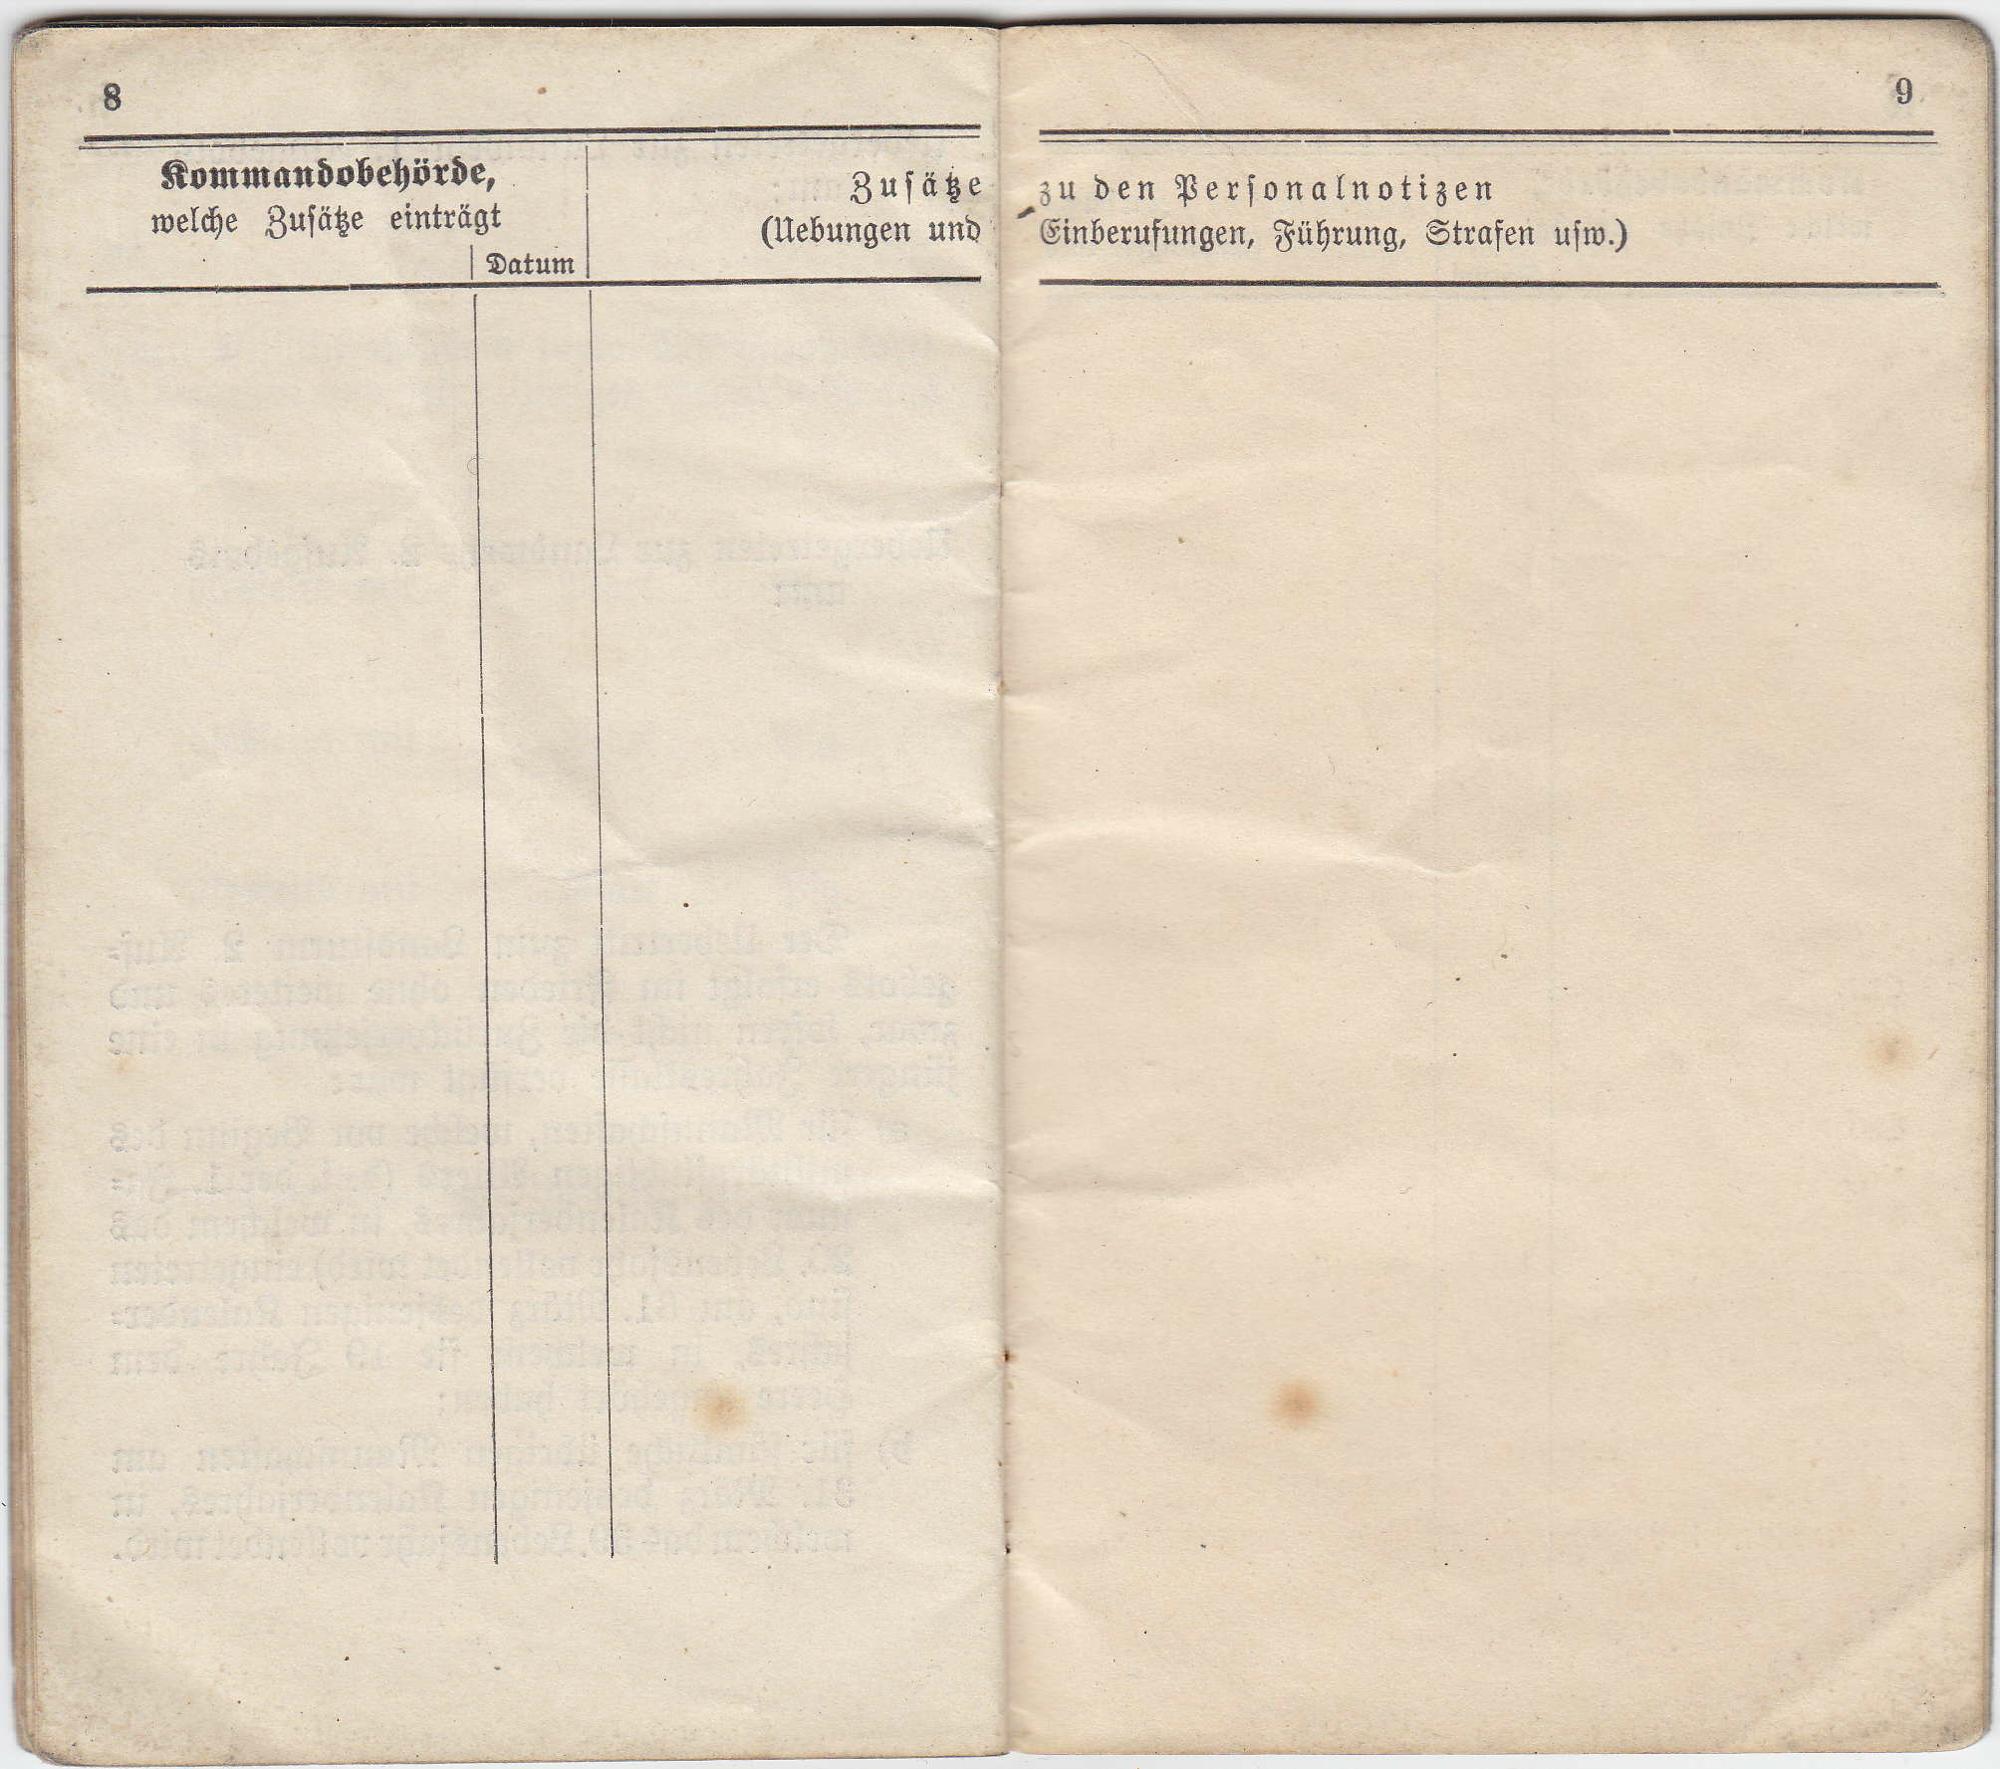 8
Kommandobehörde,
welche Zusätze einträgt
Datum
Zusätze
(Uebungen und
9
zu den Personalnotizen
Einberufungen, Führung, Strafen usw.)